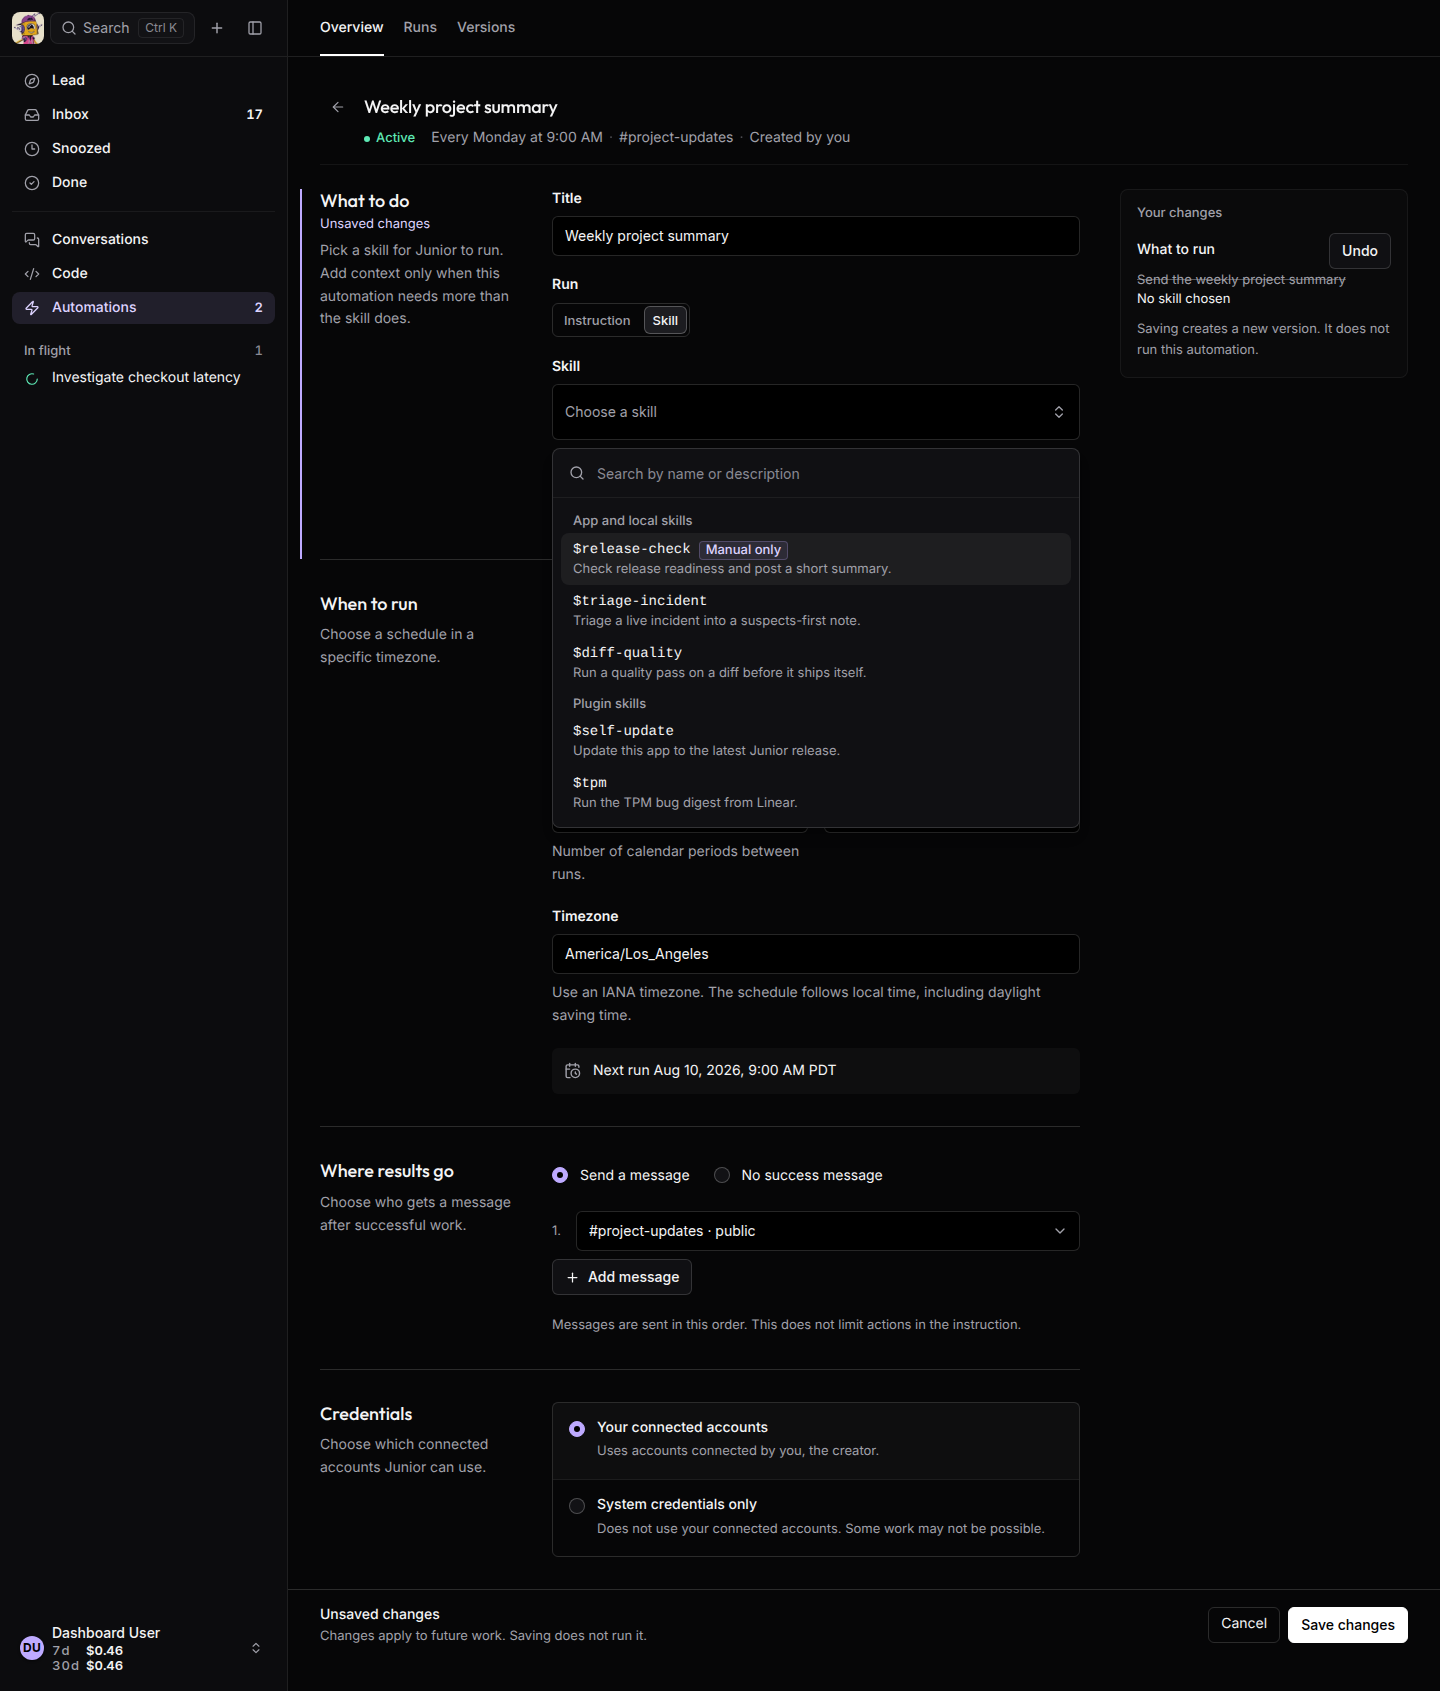 Search
Ctrl K
Lead
Inbox
17
Snoozed
Done
Conversations
Code
Automations
2
In flight
1
Investigate checkout latency
DU
Dashboard User
7d $0.46
30d $0.46
Overview
Runs
Versions
Weekly project summary
Active
Every Monday at 9:00 AM · #project-updates · Created by you
What to do
Unsaved changes
Pick a skill for Junior to run.
Add context only when this
automation needs more than
the skill does.
Title
Weekly project summary
Run
Instruction
Skill
Skill
Choose a skill
Search by name or description
App and local skills
$release-check
Manual only
Check release readiness and post a short summary.
$triage-incident
Triage a live incident into a suspects-first note.
$diff-quality
Run a quality pass on a diff before it ships itself.
Plugin skills
$self-update
Update this app to the latest Junior release.
$tpm
Run the TPM bug digest from Linear.
When to run
Choose a schedule in a
specific timezone.
Number of calendar periods between
runs.
Timezone
America/Los_Angeles
Use an IANA timezone. The schedule follows local time, including daylight
saving time.
Next run Aug 10, 2026, 9:00 AM PDT
Where results go
Choose who gets a message
after successful work.
Send a message
No success message
1.
#project-updates · public
Add message
Messages are sent in this order. This does not limit actions in the instruction.
Credentials
Choose which connected
accounts Junior can use.
Your connected accounts
Uses accounts connected by you, the creator.
System credentials only
Does not use your connected accounts. Some work may not be possible.
Your changes
What to run
Undo
Send the weekly project summary
No skill chosen
Saving creates a new version. It does not
run this automation.
Unsaved changes
Changes apply to future work. Saving does not run it.
Cancel
Save changes